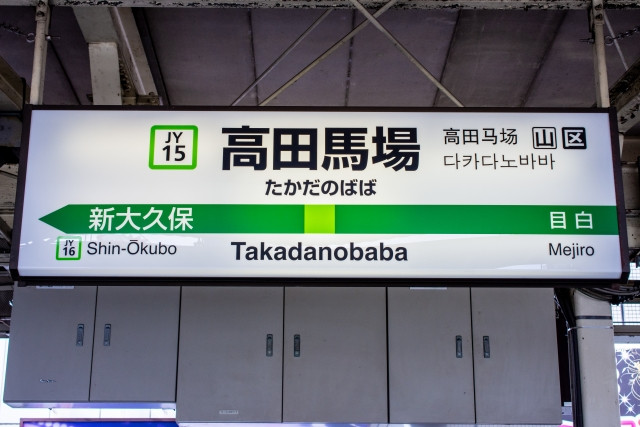 JY
15
高田馬場
高田马场 山 区
다카다노바바
たかだのばば
新大久保
目白
JY
16
Shin-Ōkubo
Takadanobaba
Mejiro